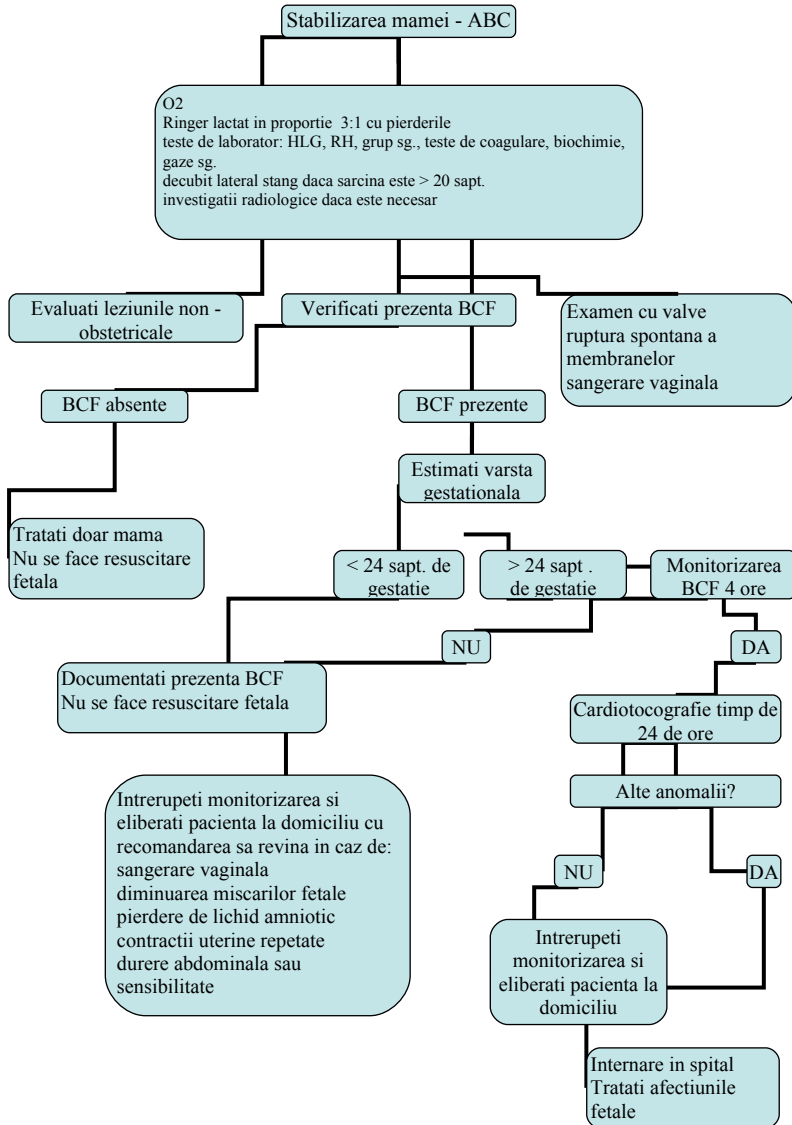 Stabilizarea mamei - ABC
O2
Ringer lactat in proportie 3:1 cu pierderile
teste de laborator: HLG, RH, grup sg., teste de coagulare, biochimie,
gaze sg.
decubit lateral stang daca sarcina este > 20 sapt.
investigatii radiologice daca este necesar
Evaluati leziunile non -
obstetricale
Verificati prezenta BCF
Examen cu valve
ruptura spontana a
membranelor
sangerare vaginala
BCF absente
BCF prezente
Estimati varsta
gestationala
Tratati doar mama
Nu se face resuscitare
fetala
< 24 sapt. de
gestatie
> 24 sapt .
de gestatie
Monitorizarea
BCF 4 ore
NU
DA
Documentati prezenta BCF
Nu se face resuscitare fetala
Cardiotocografie timp de
24 de ore
Intrerupeti monitorizarea si
eliberati pacienta la domiciliu cu
recomandarea sa revina in caz de:
sangerare vaginala
diminuarea miscarilor fetale
pierdere de lichid amniotic
contractii uterine repetate
durere abdominala sau
sensibilitate
Alte anomalii?
NU
DA
Intrerupeti
monitorizarea si
eliberati pacienta la
domiciliu
Internare in spital
Tratati afectiunile
fetale